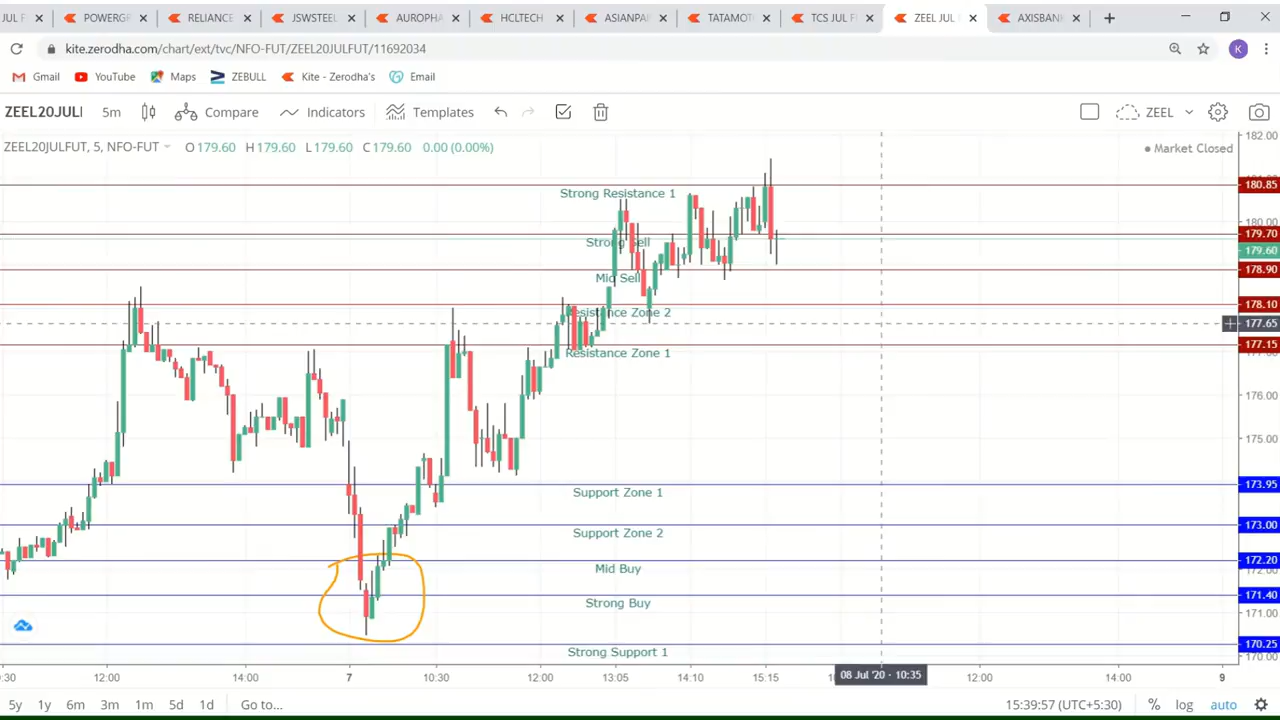 JUL F × POWERGR × RELIANCE × JSWSTEEL × AUROPHA × HCLTECH × ASIANPAI × TATAMOT × TCS JUL F × ZEEL JUL × AXISBANK × +
kite.zerodha.com/chart/ext/tvc/NFO-FUT/ZEEL20JULFUT/11692034 K
Gmail YouTube Maps ZEBULL Kite - Zerodha's Email
ZEEL20JUL 5m Compare Indicators Templates ZEEL
ZEEL20JULFUT, 5, NFO-FUT O 179.60 H 179.60 L 179.60 C 179.60 0.00 (0.00%)
182.00
Market Closed
180.85
Strong Resistance 1
180.00
179.70
Strong Sell
179.60
178.90
Mid Sell
178.10
Resistance Zone 2
177.65
177.15
Resistance Zone 1
176.00
175.00
173.95
Support Zone 1
173.00
Support Zone 2
172.20
Mid Buy
171.40
Strong Buy
171.00
170.25
Strong Support 1
170.00
:30 12:00 14:00 7 10:30 12:00 13:05 14:10 15:15 08 Jul '20 · 10:35 12:00 14:00 9
5y 1y 6m 3m 1m 5d 1d Go to... 15:39:57 (UTC+5:30) % log auto